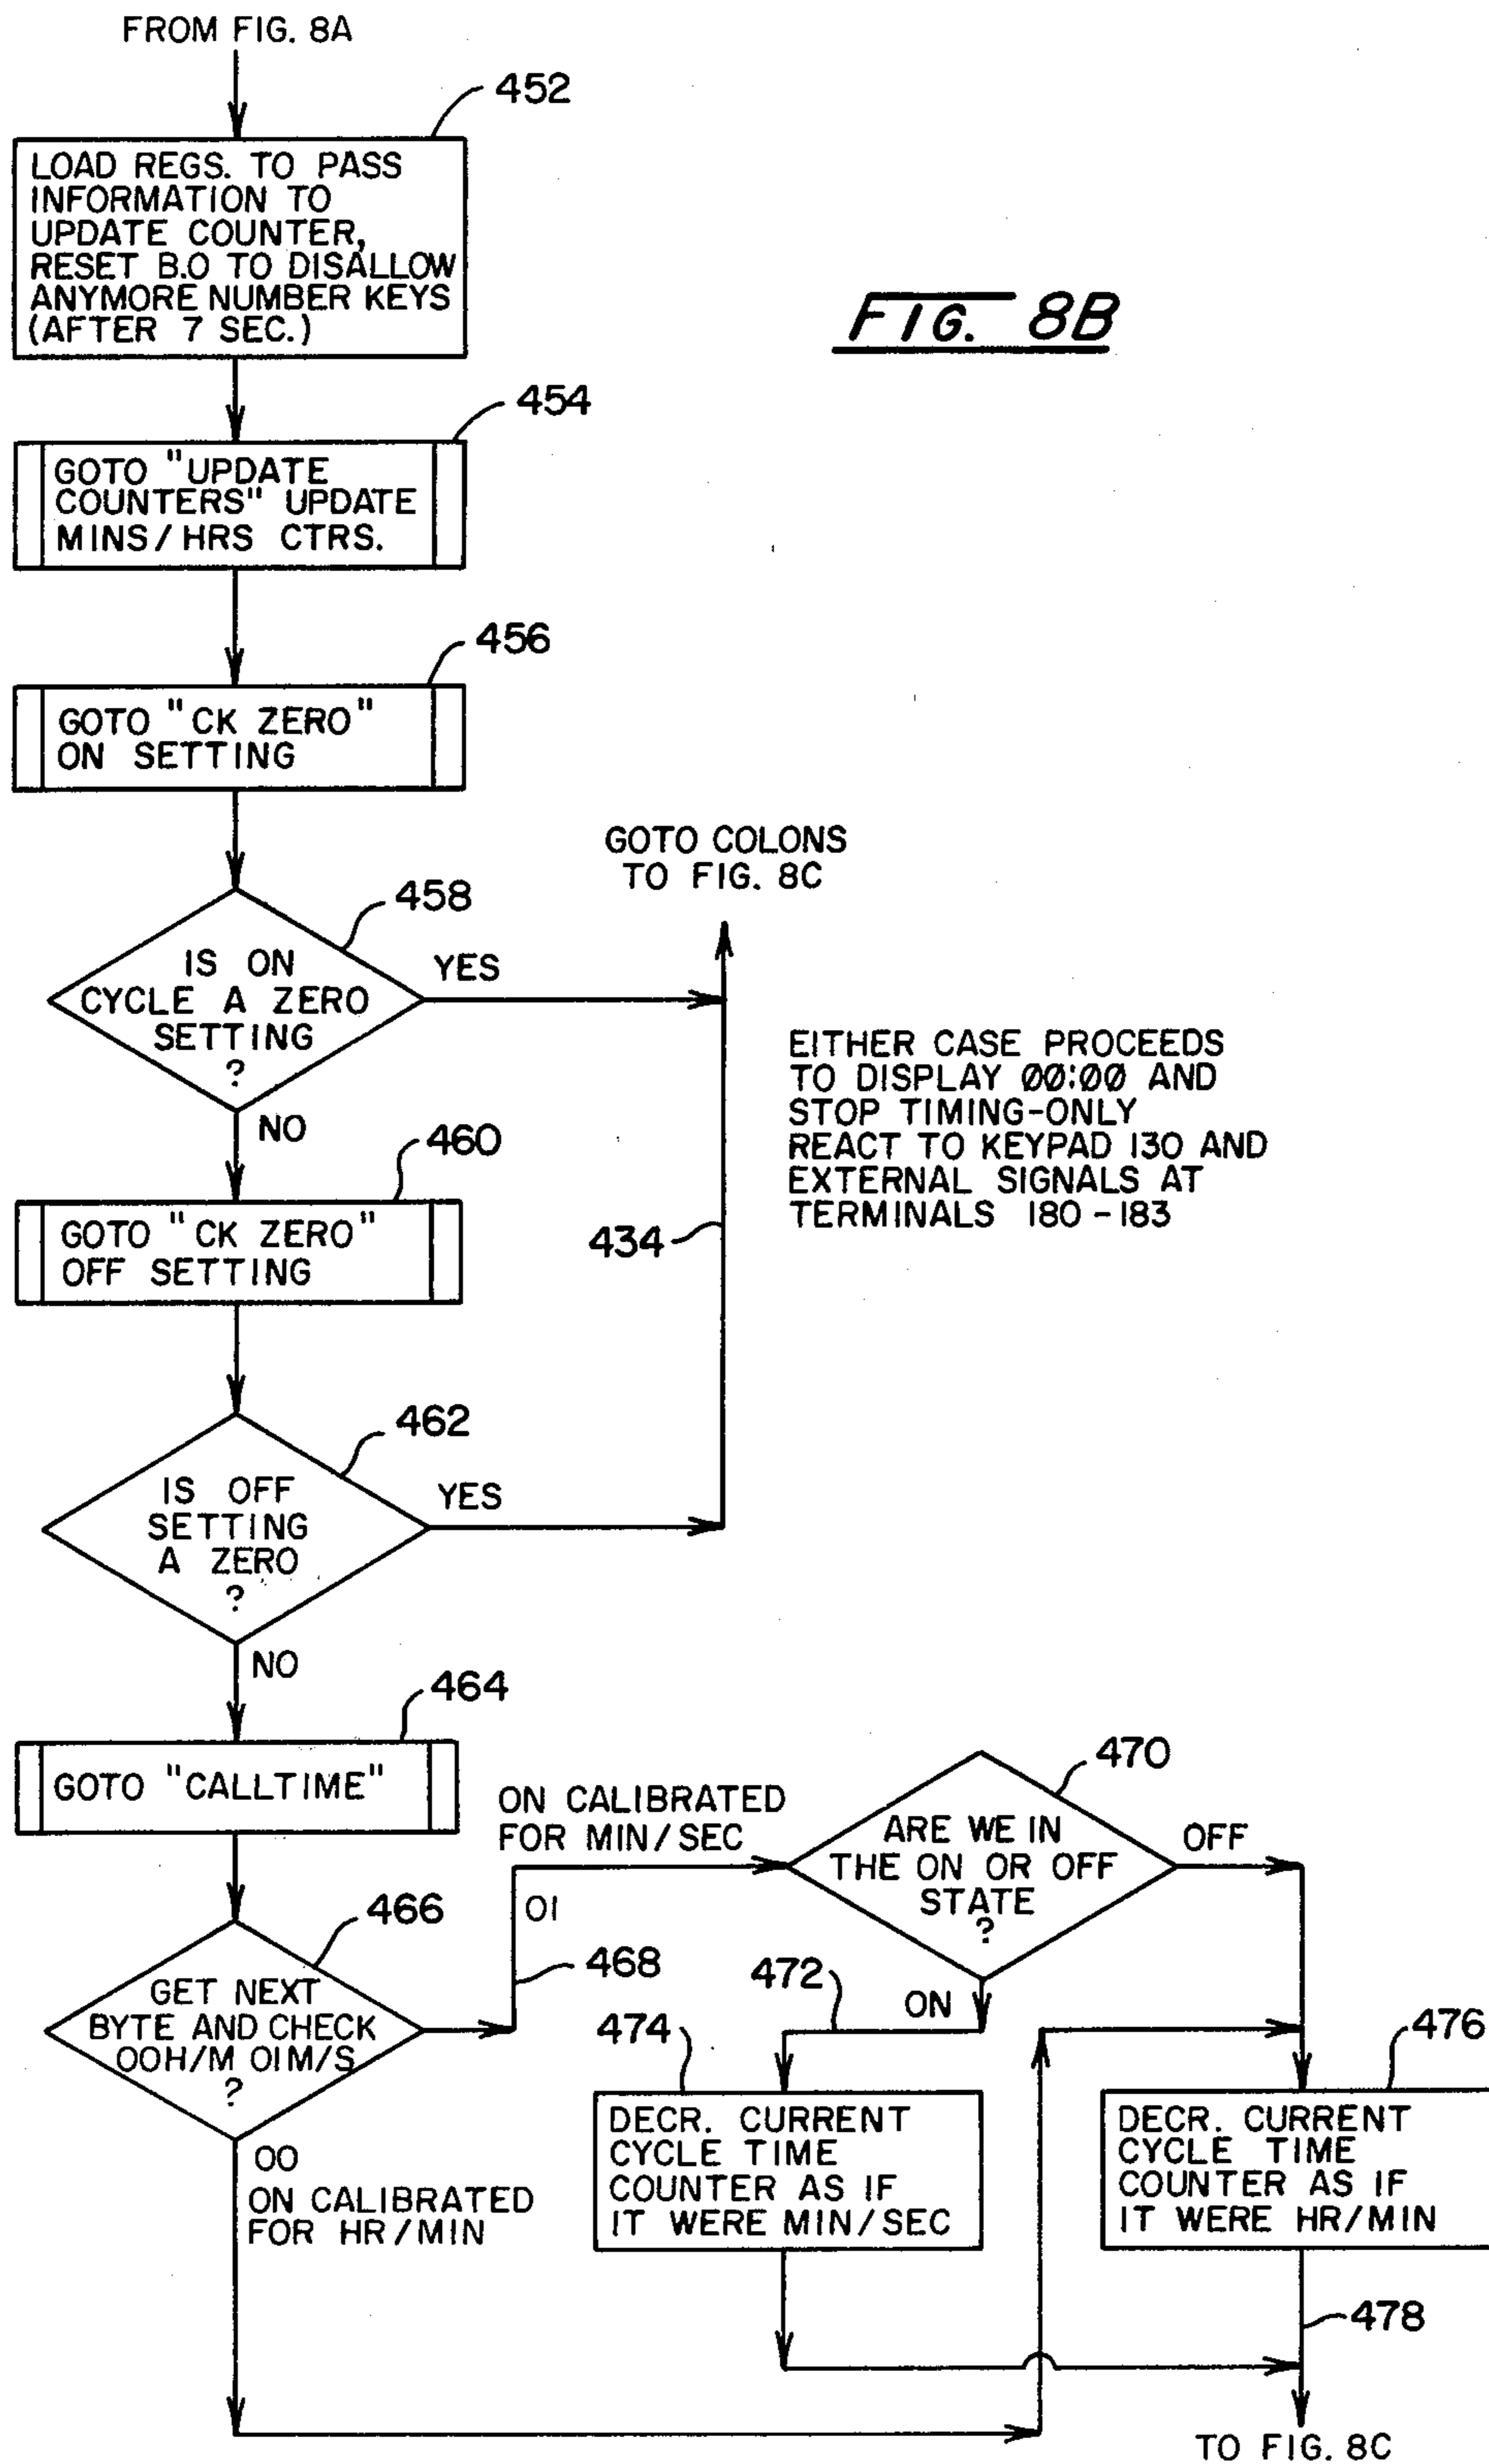 FROM FIG. 8A
452
LOAD REGS. TO PASS
INFORMATION TO
UPDATE COUNTER,
RESET B.O TO DISALLOW
ANYMORE NUMBER KEYS
(AFTER 7 SEC.)
FIG. 8B
454
GOTO "UPDATE
COUNTERS" UPDATE
MINS/HRS CTRS.
456
GOTO "CK ZERO"
ON SETTING
GOTO COLONS
TO FIG. 8C
458
IS ON
CYCLE A ZERO
SETTING
?
YES
NO
EITHER CASE PROCEEDS
TO DISPLAY 00:00 AND
STOP TIMING-ONLY
REACT TO KEYPAD 130 AND
EXTERNAL SIGNALS AT
TERMINALS 180-183
460
GOTO "CK ZERO"
OFF SETTING
434
462
IS OFF
SETTING
A ZERO
?
YES
NO
464
GOTO "CALLTIME"
466
GET NEXT
BYTE AND CHECK
00H/M 01M/S
?
ON CALIBRATED
FOR MIN/SEC
01
468
470
ARE WE IN
THE ON OR OFF
STATE
?
OFF
ON
472
474
DECR. CURRENT
CYCLE TIME
COUNTER AS IF
IT WERE MIN/SEC
476
DECR. CURRENT
CYCLE TIME
COUNTER AS IF
IT WERE HR/MIN
00
ON CALIBRATED
FOR HR/MIN
478
TO FIG. 8C